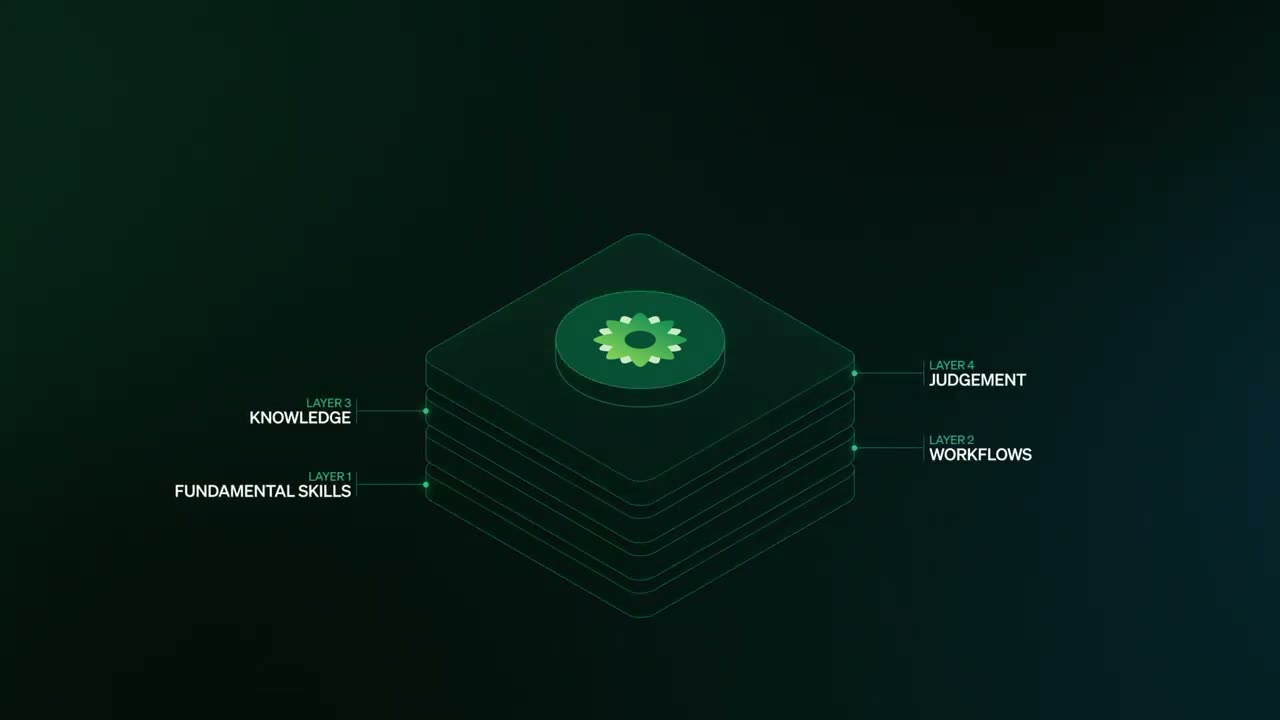 LAYER 4
JUDGEMENT
LAYER 3
KNOWLEDGE
LAYER 2
WORKFLOWS
LAYER 1
FUNDAMENTAL SKILLS